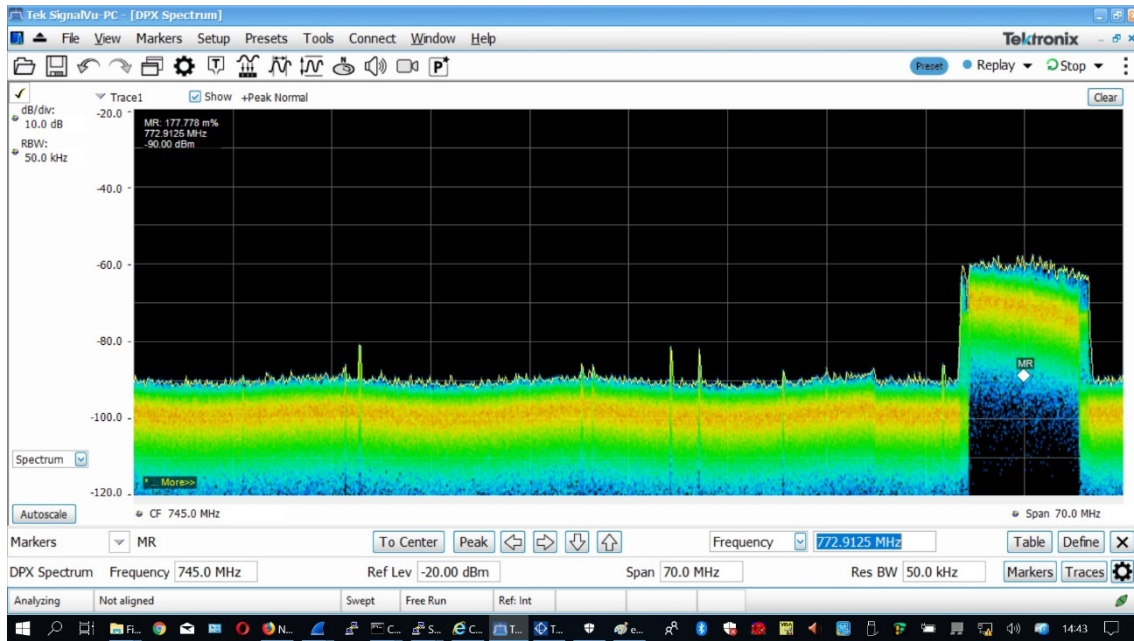 Tek SignalVu-PC - [DPX Spectrum]
File View Markers Setup Presets Tools Connect Window Help
Tektronix
Preset Replay Stop
Trace1 Show +Peak Normal Clear
dB/div:
10.0 dB
RBW:
50.0 kHz
-20.0
MR: 177.778 m%
772.9125 MHz
-90.00 dBm
-40.0
-60.0
-80.0
MR
-100.0
Spectrum
* ... More>>
-120.0
Autoscale CF 745.0 MHz Span 70.0 MHz
Markers MR To Center Peak Frequency 772.9125 MHz Table Define
DPX Spectrum Frequency 745.0 MHz Ref Lev -20.00 dBm Span 70.0 MHz Res BW 50.0 kHz Markers Traces
Analyzing Not aligned Swept Free Run Ref: Int
Fi... N... C... S... C... T... T... e... 14:43